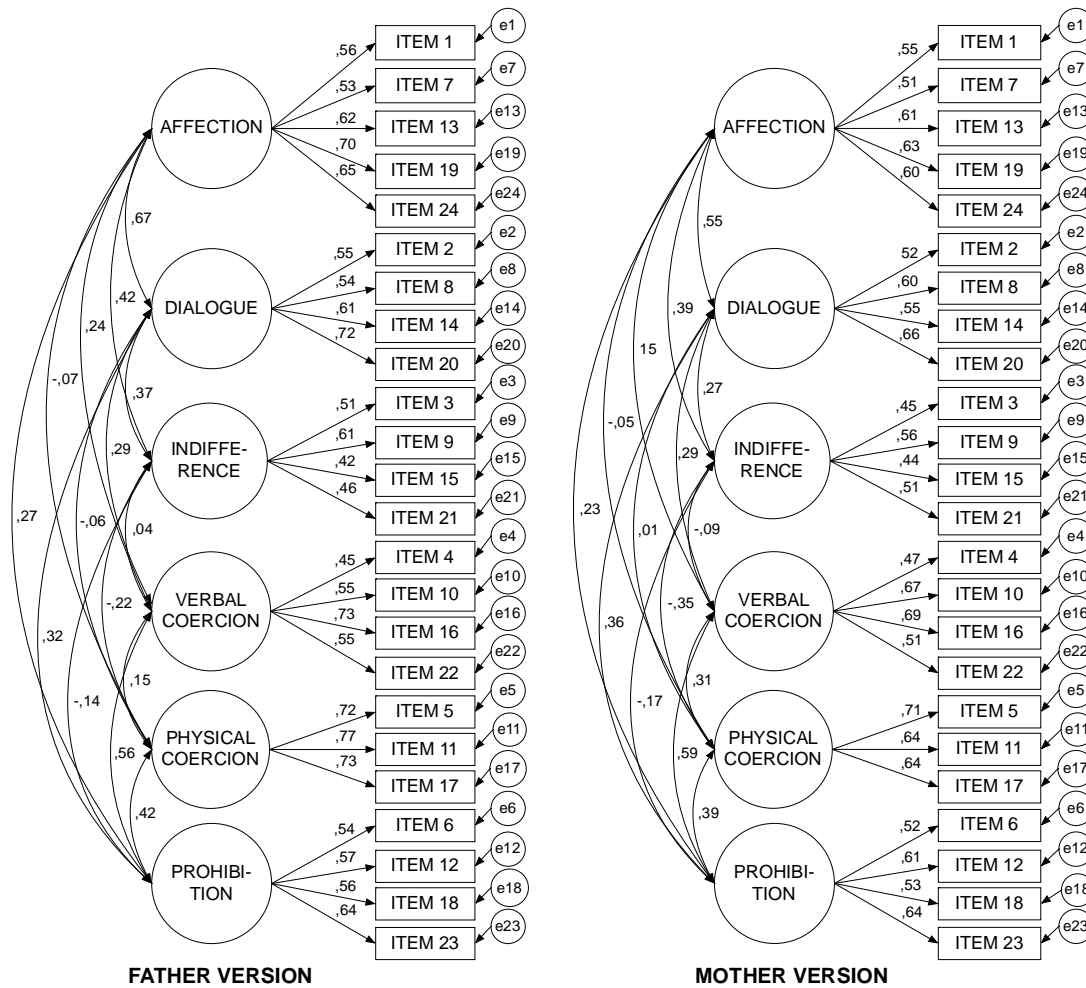 AFFECTION
,56
ITEM 1
e1
,53
ITEM 7
e7
,62
ITEM 13
e13
,70
ITEM 19
e19
,65
ITEM 24
e24
,67
DIALOGUE
,55
ITEM 2
e2
,54
ITEM 8
e8
,61
ITEM 14
e14
,72
ITEM 20
e20
,42
,24
-,07
,37
INDIFFE-
RENCE
,51
ITEM 3
e3
,61
ITEM 9
e9
,42
ITEM 15
e15
,46
ITEM 21
e21
,29
,27
-,06
,04
VERBAL
COERCION
,45
ITEM 4
e4
,55
ITEM 10
e10
,73
ITEM 16
e16
,55
ITEM 22
e22
-,22
,32
,15
-,14
PHYSICAL
COERCION
,72
ITEM 5
e5
,77
ITEM 11
e11
,73
ITEM 17
e17
,56
,42
PROHIBI-
TION
,54
ITEM 6
e6
,57
ITEM 12
e12
,56
ITEM 18
e18
,64
ITEM 23
e23
FATHER VERSION
AFFECTION
,55
ITEM 1
e1
,51
ITEM 7
e7
,61
ITEM 13
e13
,63
ITEM 19
e19
,60
ITEM 24
e24
,55
DIALOGUE
52
ITEM 2
e2
,60
ITEM 8
e8
,55
ITEM 14
e14
,66
ITEM 20
e20
,39
15
,27
-,05
INDIFFE-
RENCE
,45
ITEM 3
e3
,56
ITEM 9
e9
,44
ITEM 15
e15
,51
ITEM 21
e21
,29
,23
,01
-,09
VERBAL
COERCION
,47
ITEM 4
e4
,67
ITEM 10
e10
,69
ITEM 16
e16
,51
ITEM 22
e22
-,35
,36
,31
-,17
PHYSICAL
COERCION
,71
ITEM 5
e5
,64
ITEM 11
e11
,64
ITEM 17
e17
,59
,39
PROHIBI-
TION
,52
ITEM 6
e6
,61
ITEM 12
e12
,53
ITEM 18
e18
,64
ITEM 23
e23
MOTHER VERSION